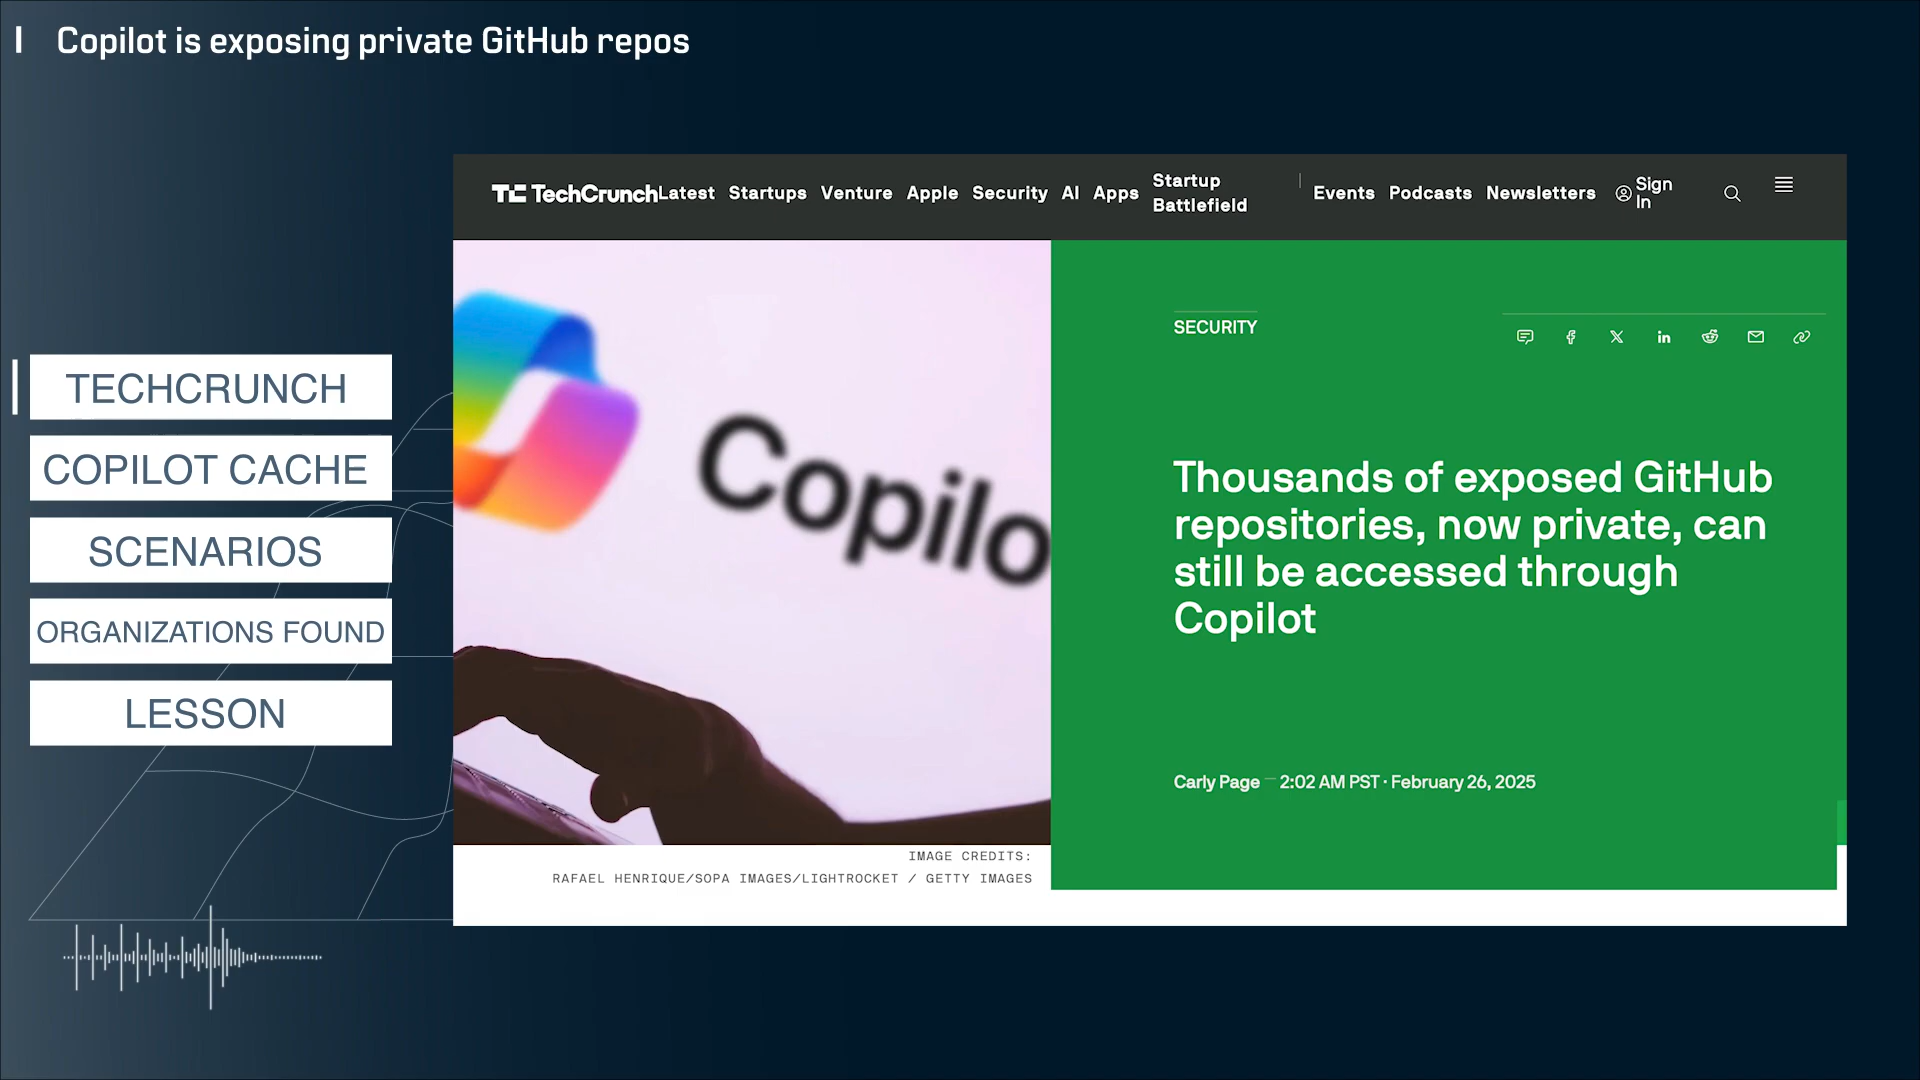 Copilot is exposing private GitHub repos
TechCrunch Latest Startups Venture Apple Security AI Apps Startup Battlefield Events Podcasts Newsletters Sign In
TECHCRUNCH
COPILOT CACHE
SCENARIOS
ORGANIZATIONS FOUND
LESSON
Copilo
SECURITY
Thousands of exposed GitHub
repositories, now private, can
still be accessed through
Copilot
Carly Page — 2:02 AM PST · February 26, 2025
IMAGE CREDITS:
RAFAEL HENRIQUE/SOPA IMAGES/LIGHTROCKET / GETTY IMAGES